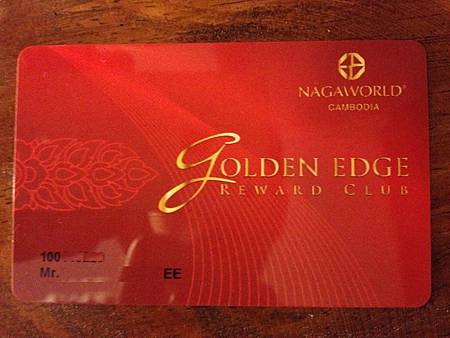 NAGAWORLD®
CAMBODIA
GOLDEN EDGE
REWARD CLUB
100
Mr. EE